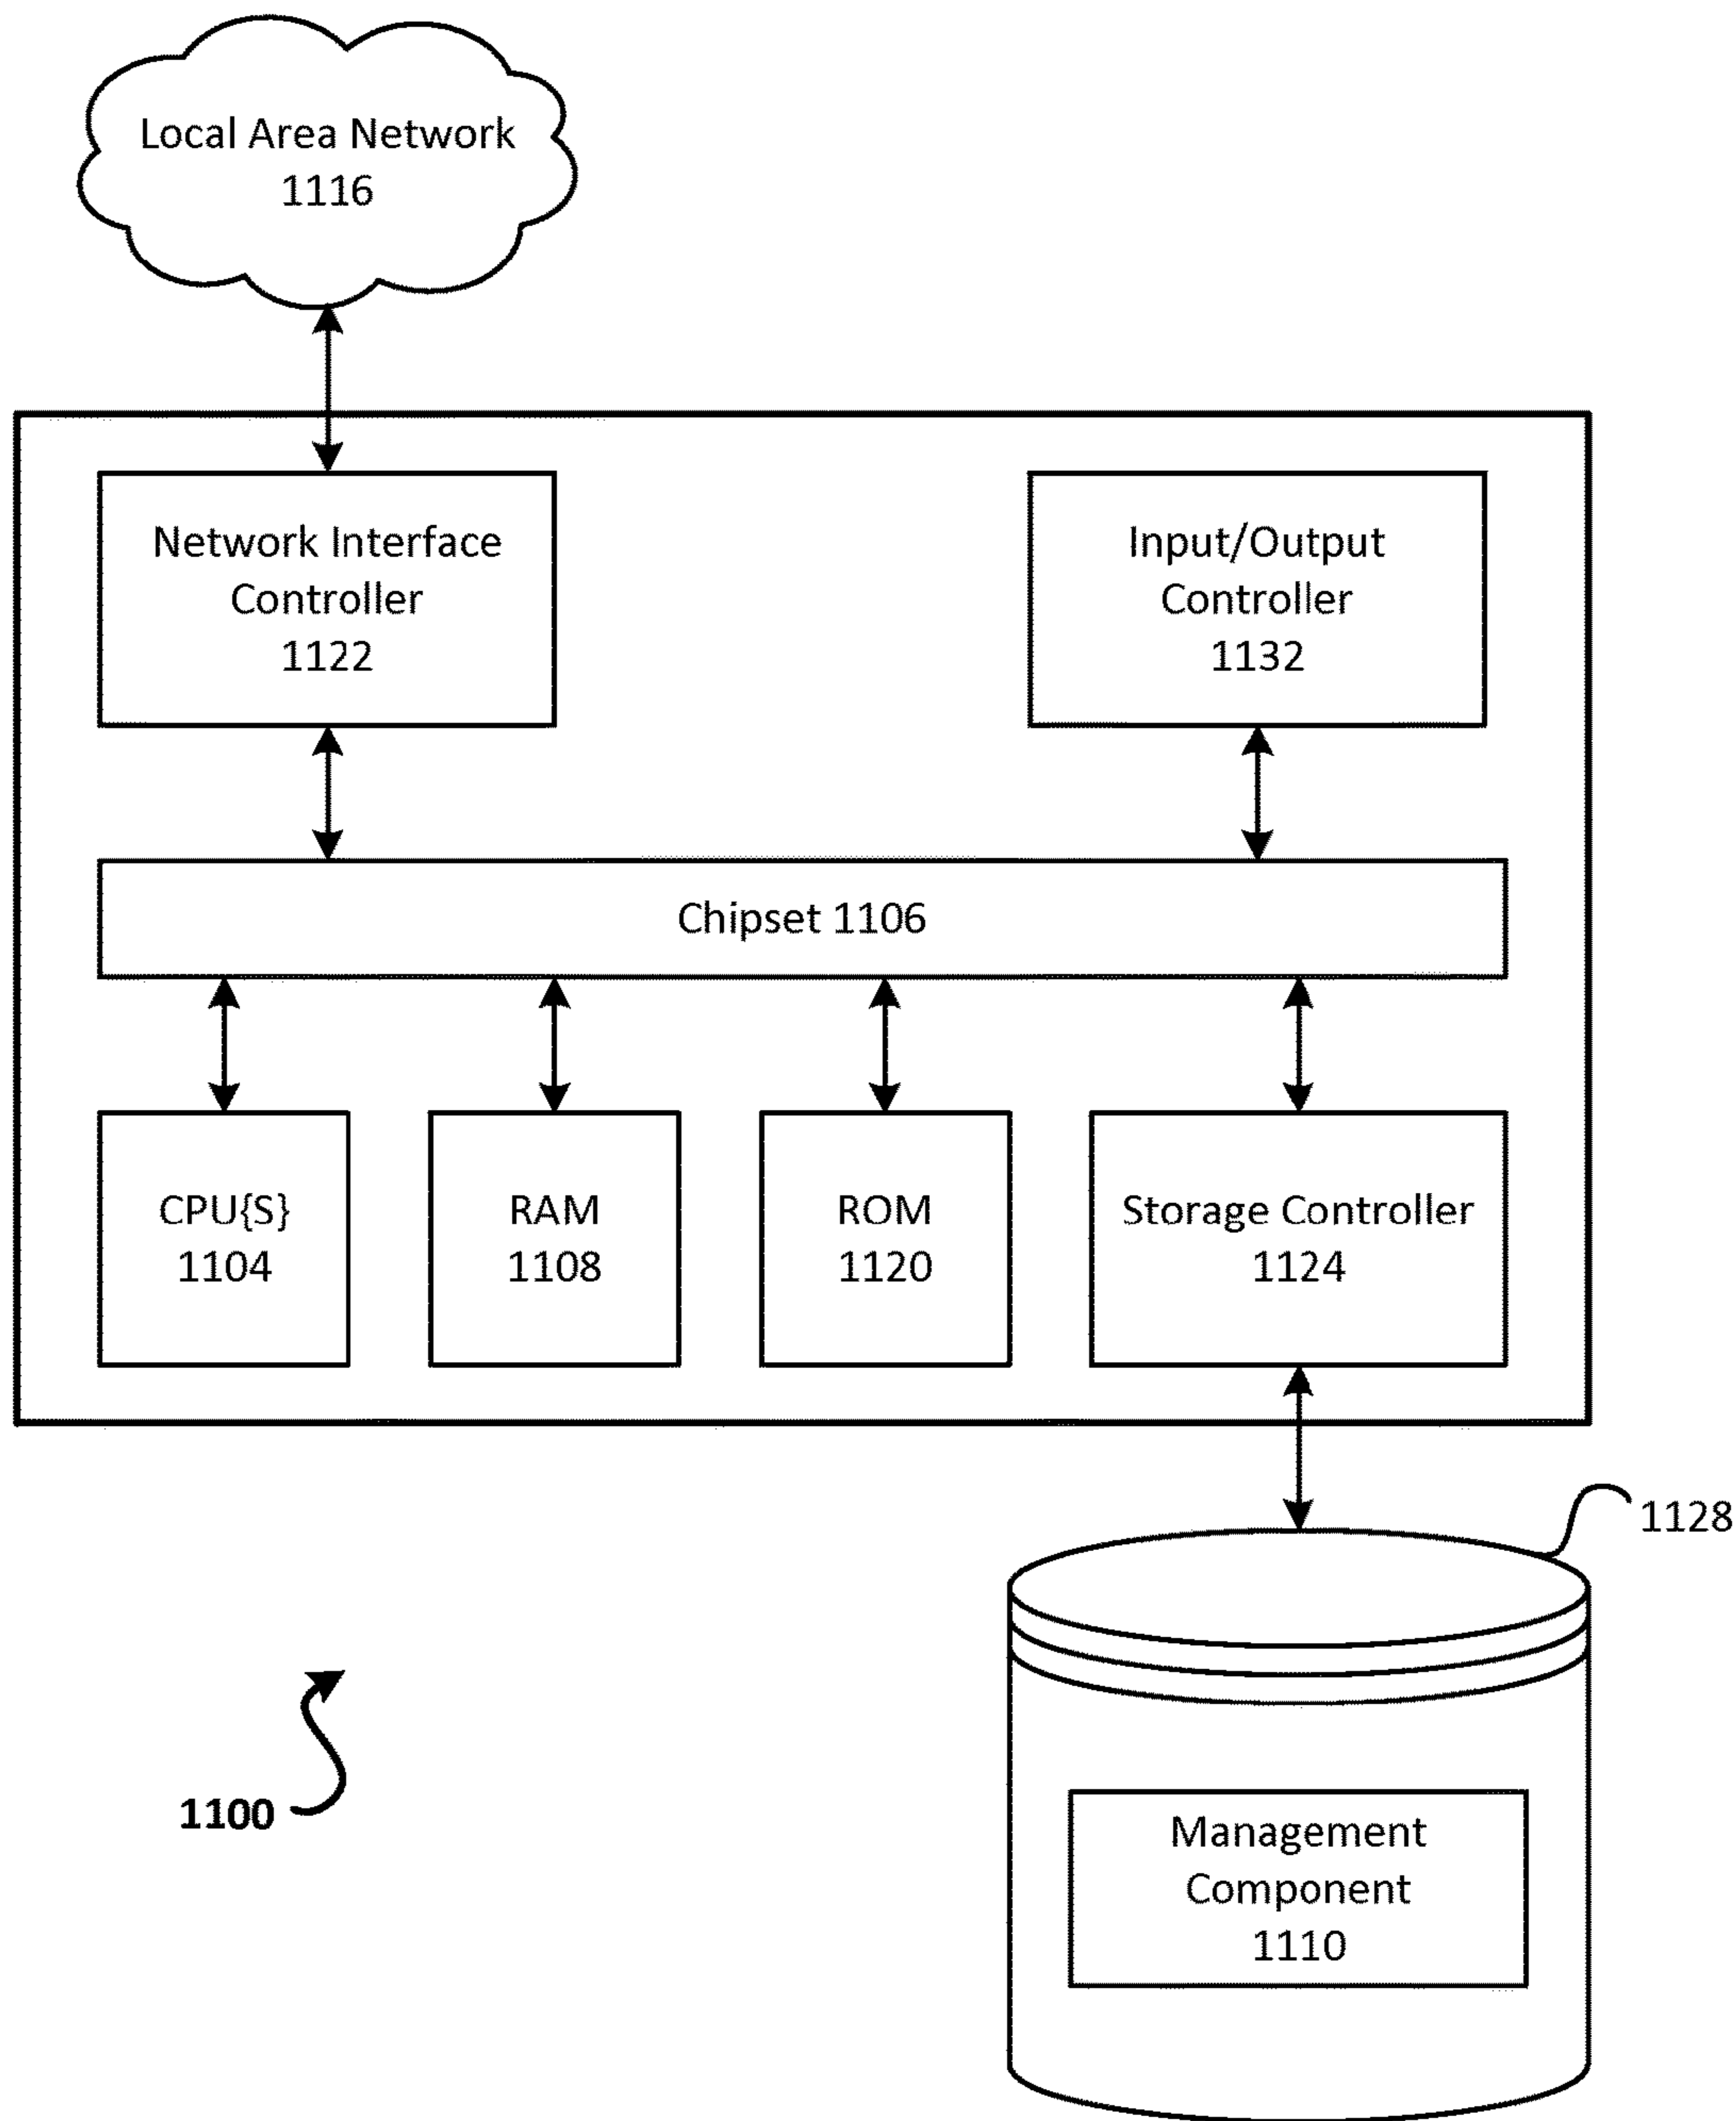 Local Area Network
1116
Network Interface
Controller
1122
Input/Output
Controller
1132
Chipset 1106
CPU{S}
1104
RAM
1108
ROM
1120
Storage Controller
1124
1128
1100
Management
Component
1110